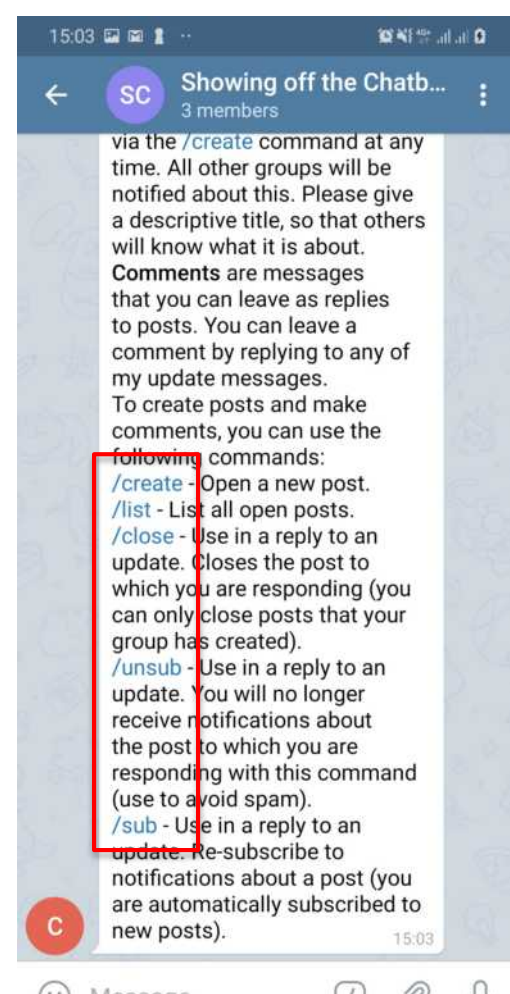 15:03
SC
Showing off the Chatb...
3 members
via the /create command at any
time. All other groups will be
notified about this. Please give
a descriptive title, so that others
will know what it is about.
Comments are messages
that you can leave as replies
to posts. You can leave a
comment by replying to any of
my update messages.
To create posts and make
comments, you can use the
following commands:
/create - Open a new post.
/list - List all open posts.
/close - Use in a reply to an
update. Closes the post to
which you are responding (you
can only close posts that your
group has created).
/unsub - Use in a reply to an
update. You will no longer
receive notifications about
the post to which you are
responding with this command
(use to avoid spam).
/sub - Use in a reply to an
update. Re-subscribe to
notifications about a post (you
are automatically subscribed to
new posts).
15:03
C
Message